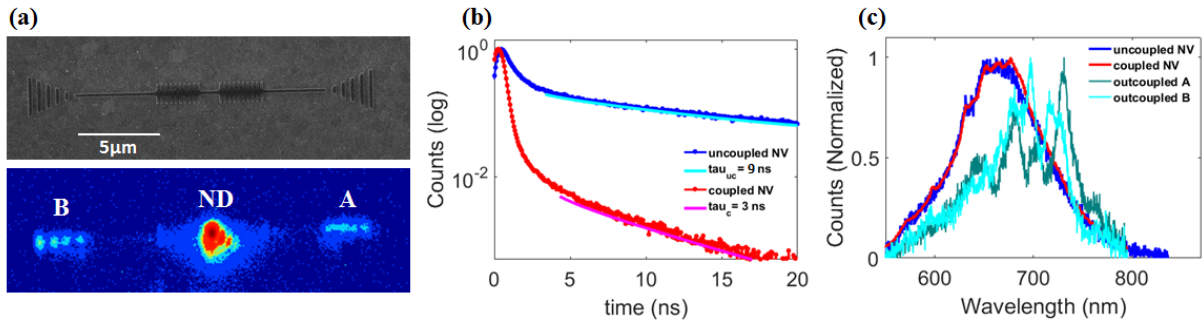 (a)
5μm
B
ND
A
(b)
Counts (log)
10⁰
10⁻²
uncoupled NV
tau_uc = 9 ns
coupled NV
tau_c = 3 ns
0
5
10
15
20
time (ns)
(c)
Counts (Normalized)
1
0.5
0
uncoupled NV
coupled NV
outcoupled A
outcoupled B
600
700
800
Wavelength (nm)